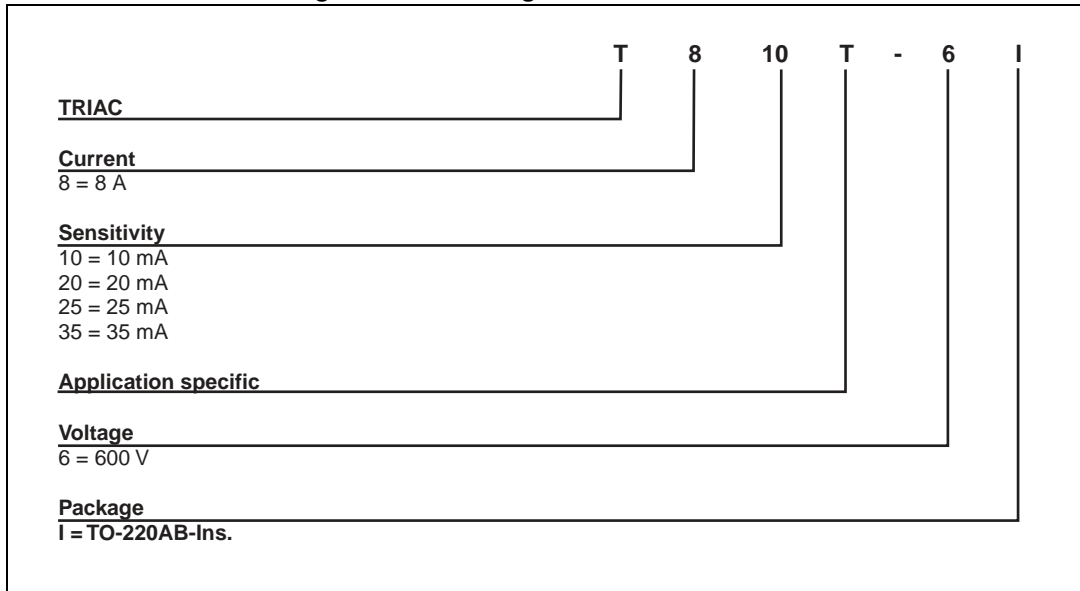 T 8 10 T - 6 I
TRIAC
Current
8 = 8 A
Sensitivity
10 = 10 mA
20 = 20 mA
25 = 25 mA
35 = 35 mA
Application specific
Voltage
6 = 600 V
Package
I = TO-220AB-Ins.